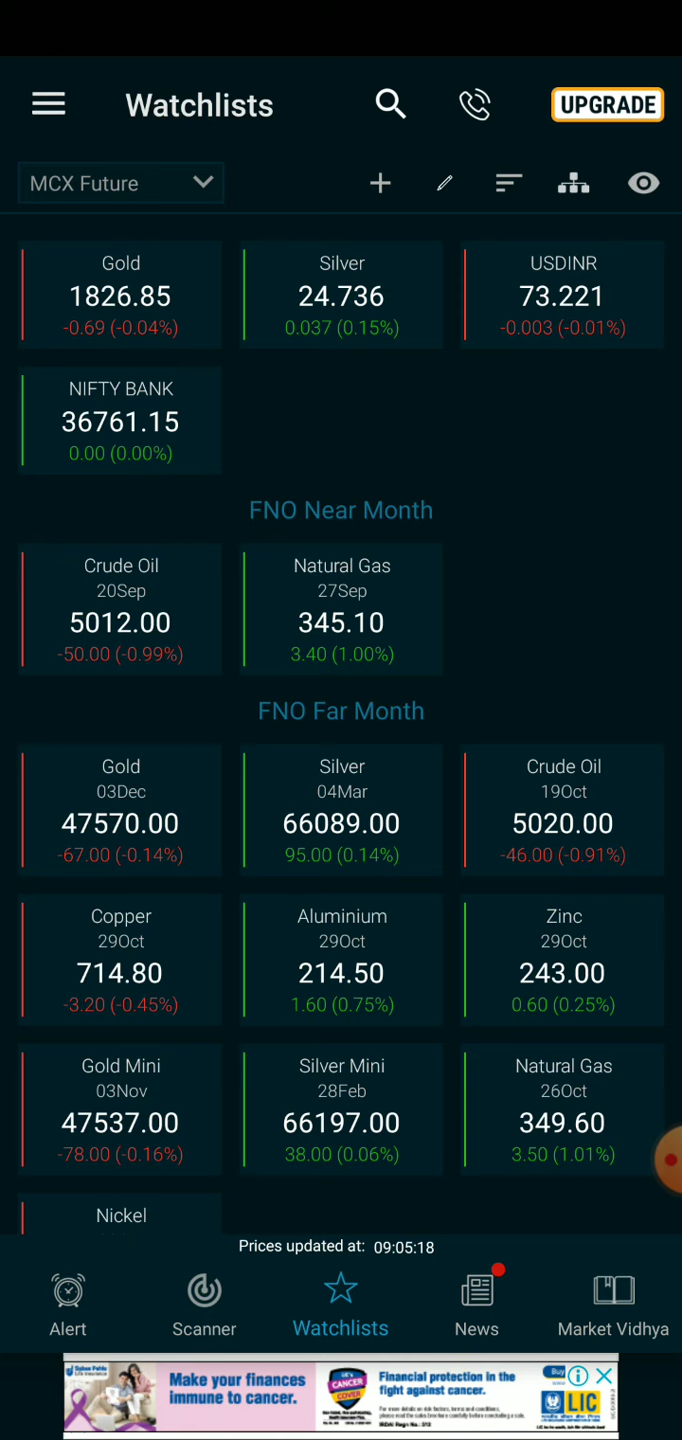 Watchlists
UPGRADE
MCX Future
Gold
1826.85
-0.69 (-0.04%)
Silver
24.736
0.037 (0.15%)
USDINR
73.221
-0.003 (-0.01%)
NIFTY BANK
36761.15
0.00 (0.00%)
FNO Near Month
Crude Oil
20Sep
5012.00
-50.00 (-0.99%)
Natural Gas
27Sep
345.10
3.40 (1.00%)
FNO Far Month
Gold
03Dec
47570.00
-67.00 (-0.14%)
Silver
04Mar
66089.00
95.00 (0.14%)
Crude Oil
19Oct
5020.00
-46.00 (-0.91%)
Copper
29Oct
714.80
-3.20 (-0.45%)
Aluminium
29Oct
214.50
1.60 (0.75%)
Zinc
29Oct
243.00
0.60 (0.25%)
Gold Mini
03Nov
47537.00
-78.00 (-0.16%)
Silver Mini
28Feb
66197.00
38.00 (0.06%)
Natural Gas
26Oct
349.60
3.50 (1.01%)
Nickel
Prices updated at: 09:05:18
Alert
Scanner
Watchlists
News
Market Vidhya
Make your finances
immune to cancer.
CANCER
COVER
Financial protection in the
fight against cancer.
Buy
LIC